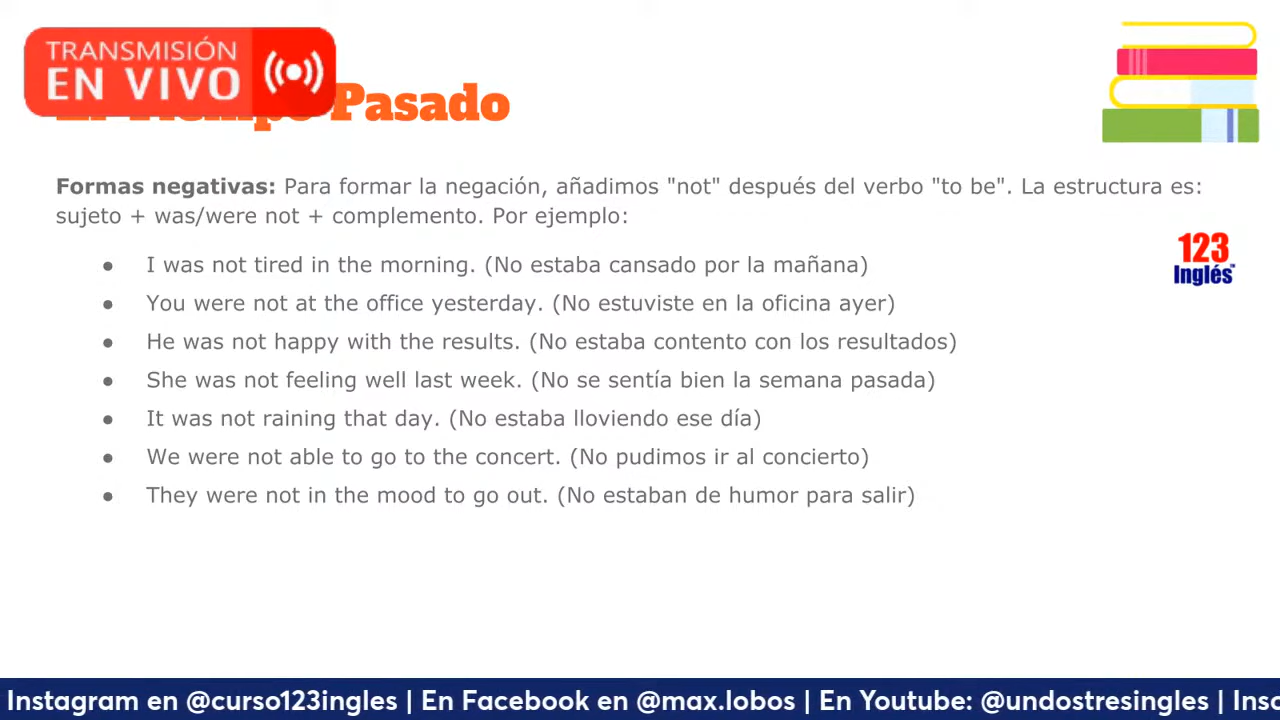 TRANSMISIÓN
EN VIVO
El Tiempo Pasado
Formas negativas: Para formar la negación, añadimos "not" después del verbo "to be". La estructura es:
sujeto + was/were not + complemento. Por ejemplo:
123
Inglés™
● I was not tired in the morning. (No estaba cansado por la mañana)
● You were not at the office yesterday. (No estuviste en la oficina ayer)
● He was not happy with the results. (No estaba contento con los resultados)
● She was not feeling well last week. (No se sentía bien la semana pasada)
● It was not raining that day. (No estaba lloviendo ese día)
● We were not able to go to the concert. (No pudimos ir al concierto)
● They were not in the mood to go out. (No estaban de humor para salir)
Instagram en @curso123ingles | En Facebook en @max.lobos | En Youtube: @undostresingles |